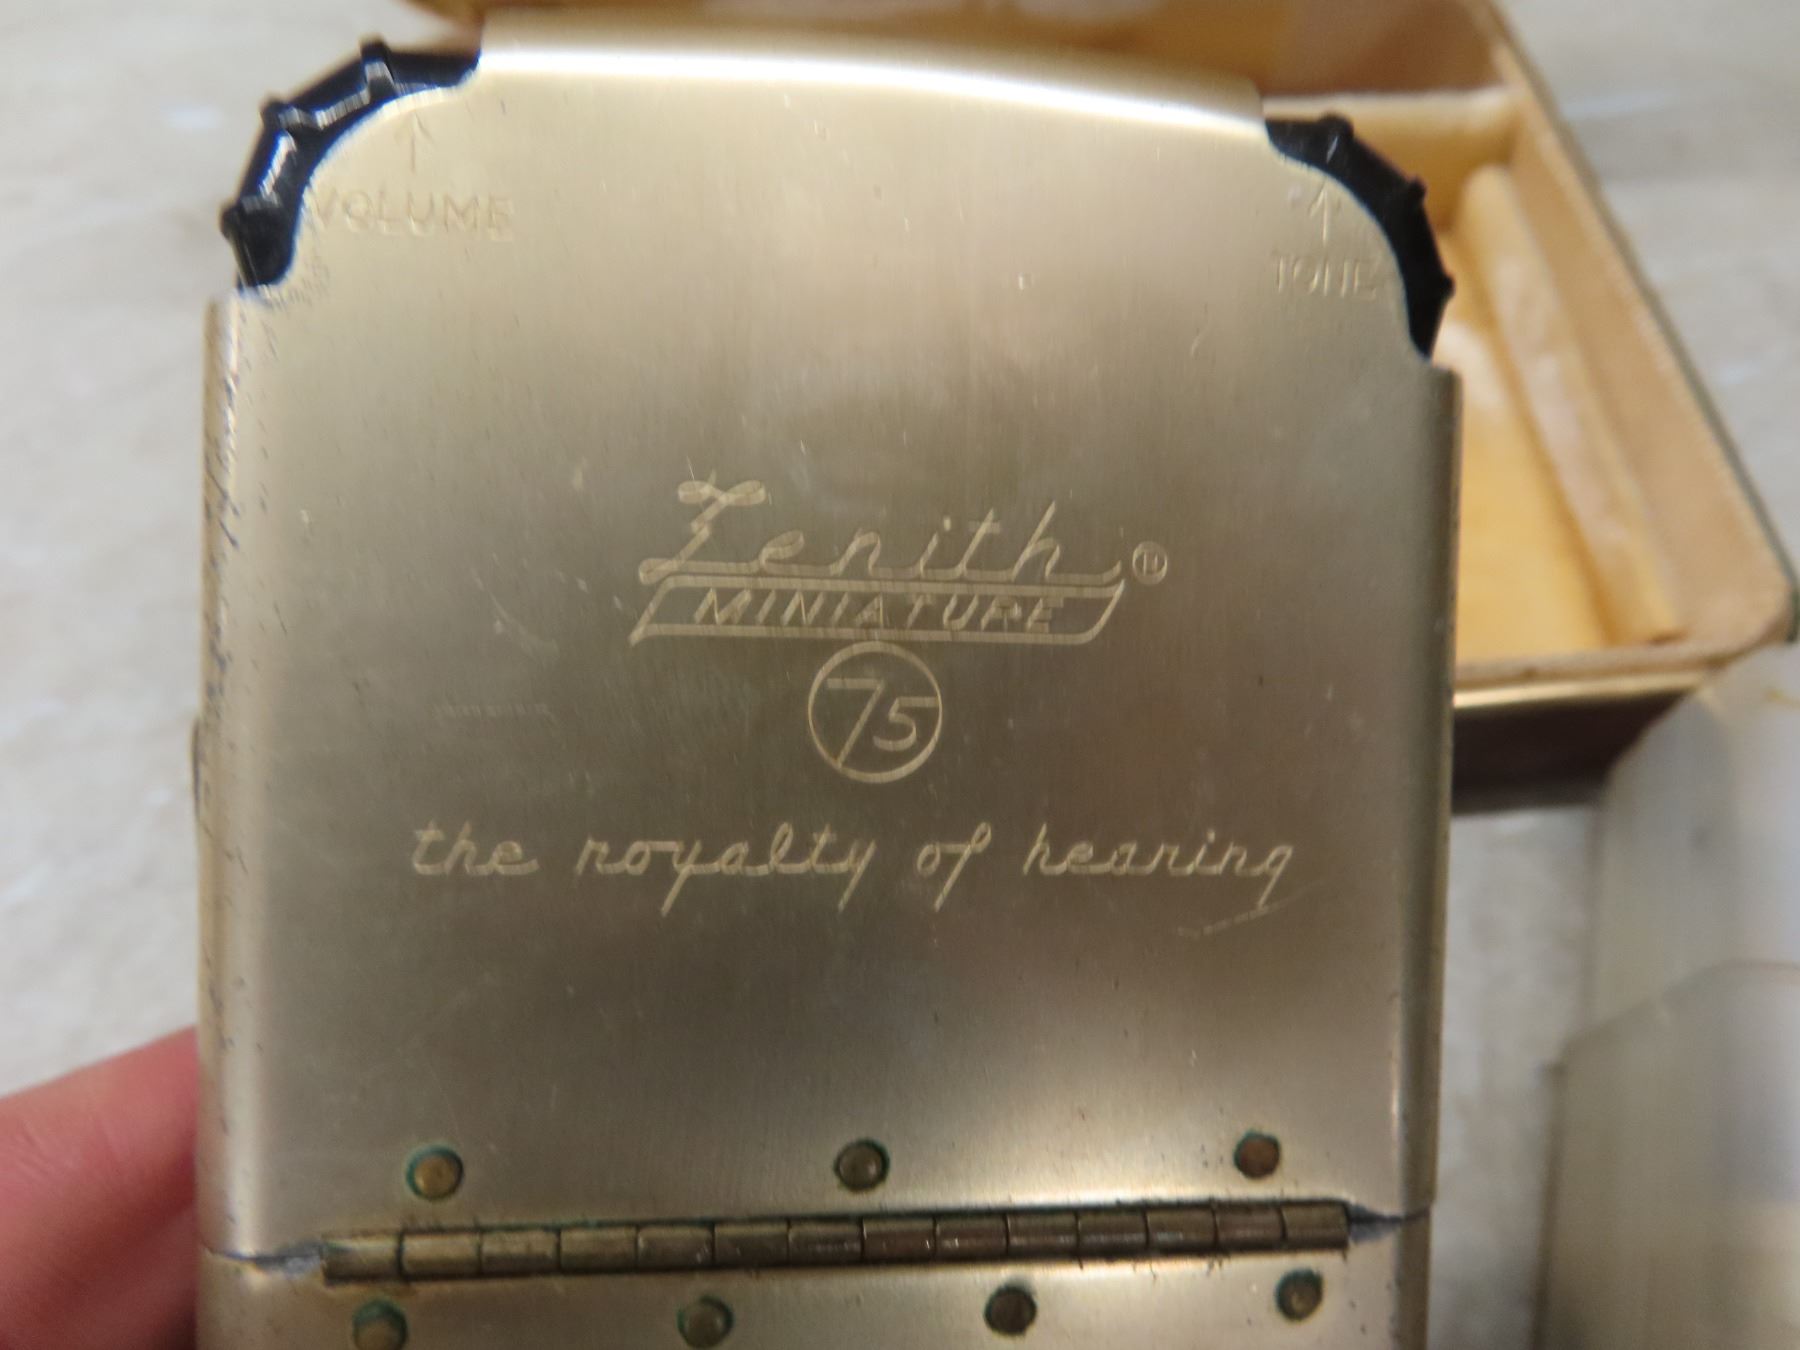 VOLUME
TONE
Zenith ®
MINIATURE
75
the royalty of hearing